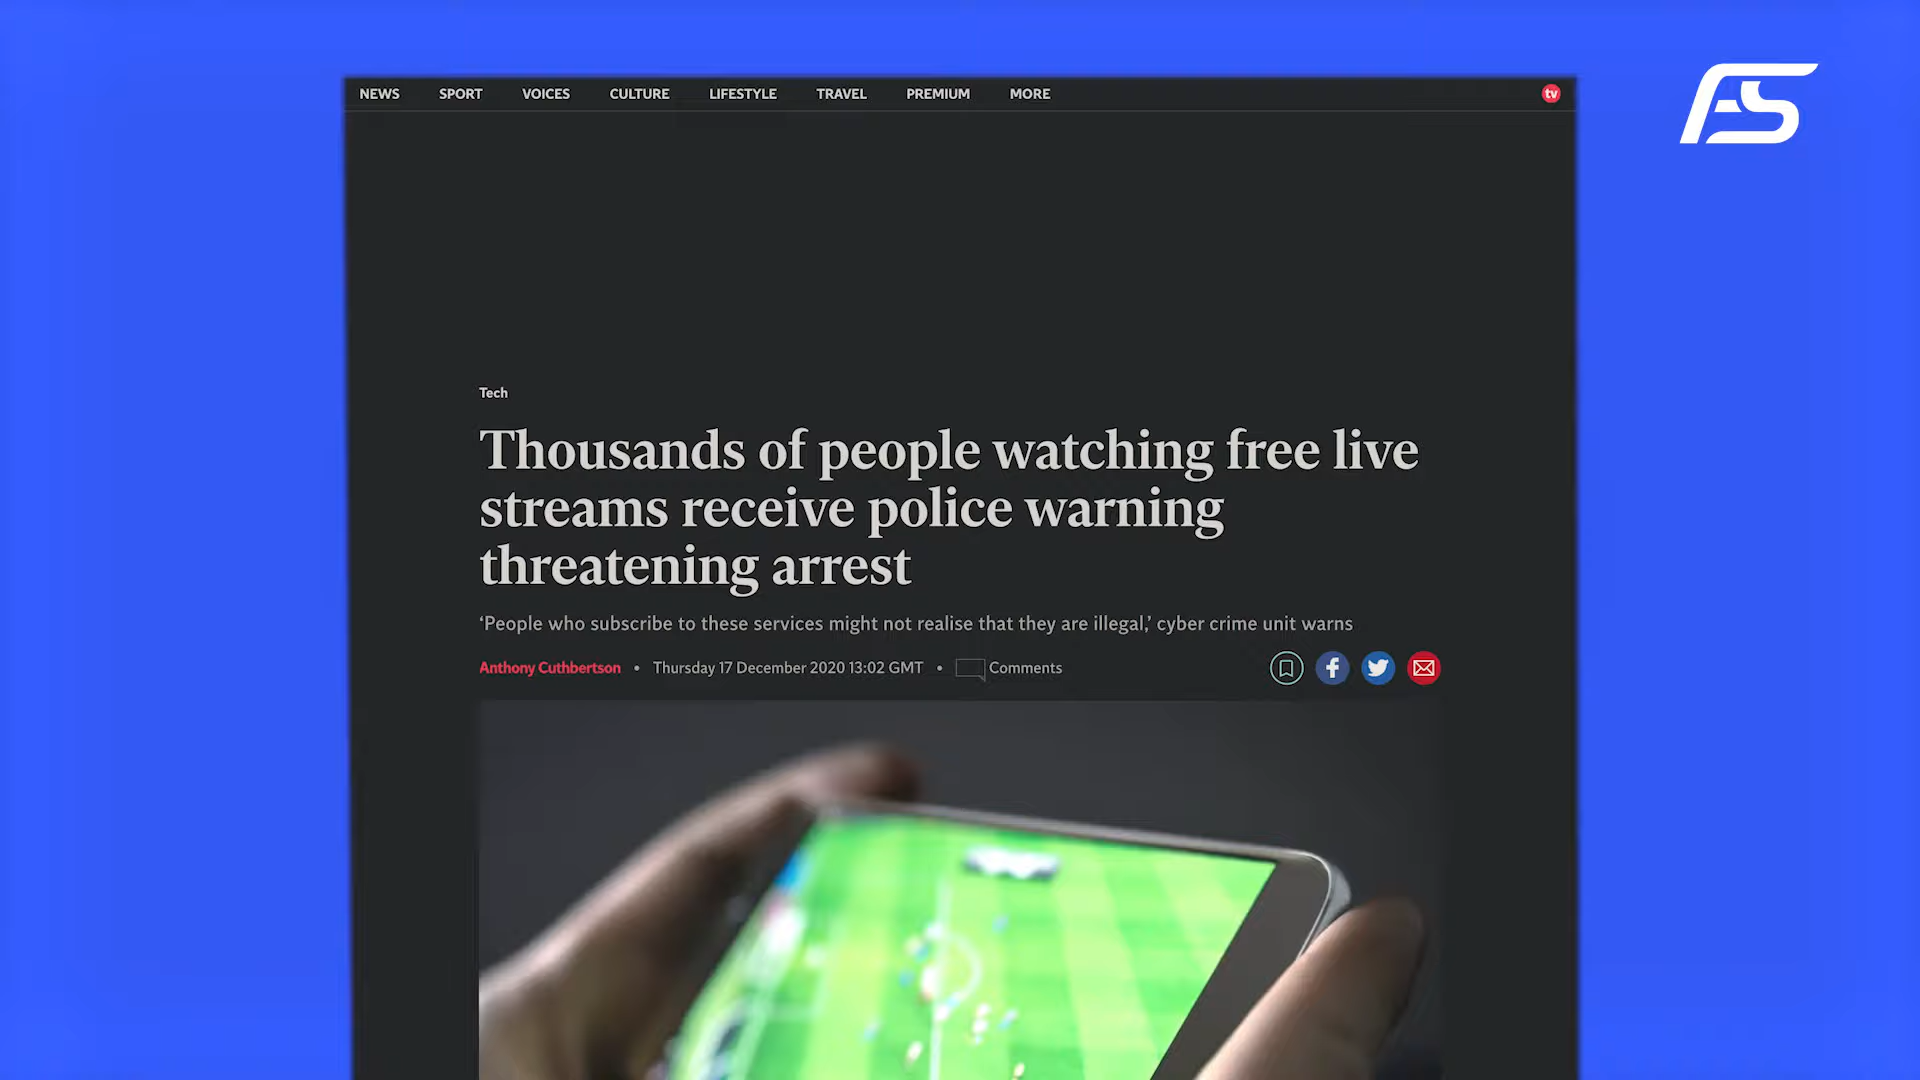 NEWS SPORT VOICES CULTURE LIFESTYLE TRAVEL PREMIUM MORE tv
FS
Tech
Thousands of people watching free live
streams receive police warning
threatening arrest
‘People who subscribe to these services might not realise that they are illegal,’ cyber crime unit warns
Anthony Cuthbertson • Thursday 17 December 2020 13:02 GMT • Comments